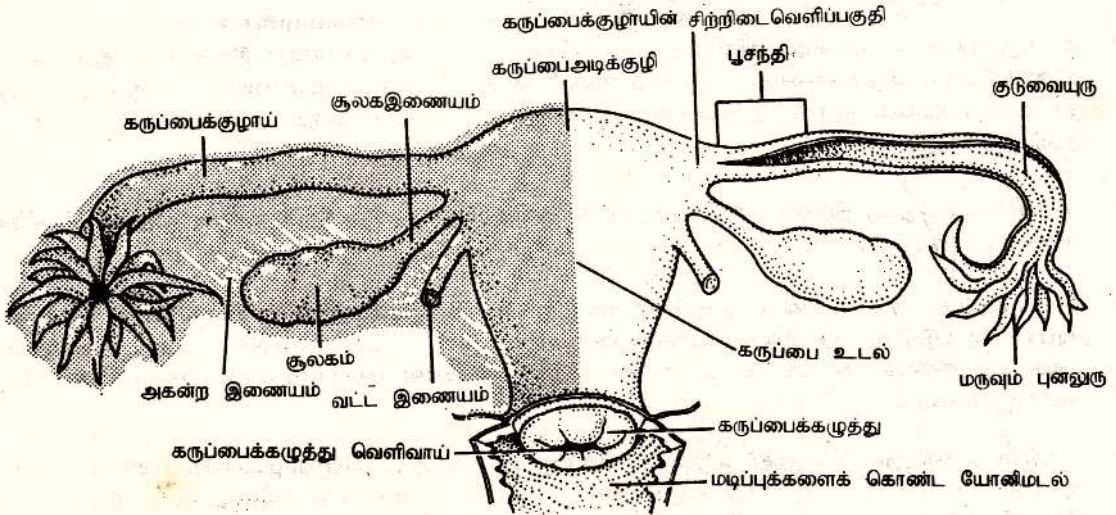 கருப்பைக்குழாயின் சிற்றிடைவெளிப்பகுதி
கருப்பைஅடிக்குழி
பூசந்தி
குடுவையுரு
சூலகஇணையம்
கருப்பைக்குழாய்
சூலகம்
அகன்ற இணையம்
வட்ட இணையம்
கருப்பை உடல்
மருவும் புனலுரு
கருப்பைக்கழுத்து
கருப்பைக்கழுத்து வெளிவாய்
மடிப்புக்களைக் கொண்ட யோனிமடல்